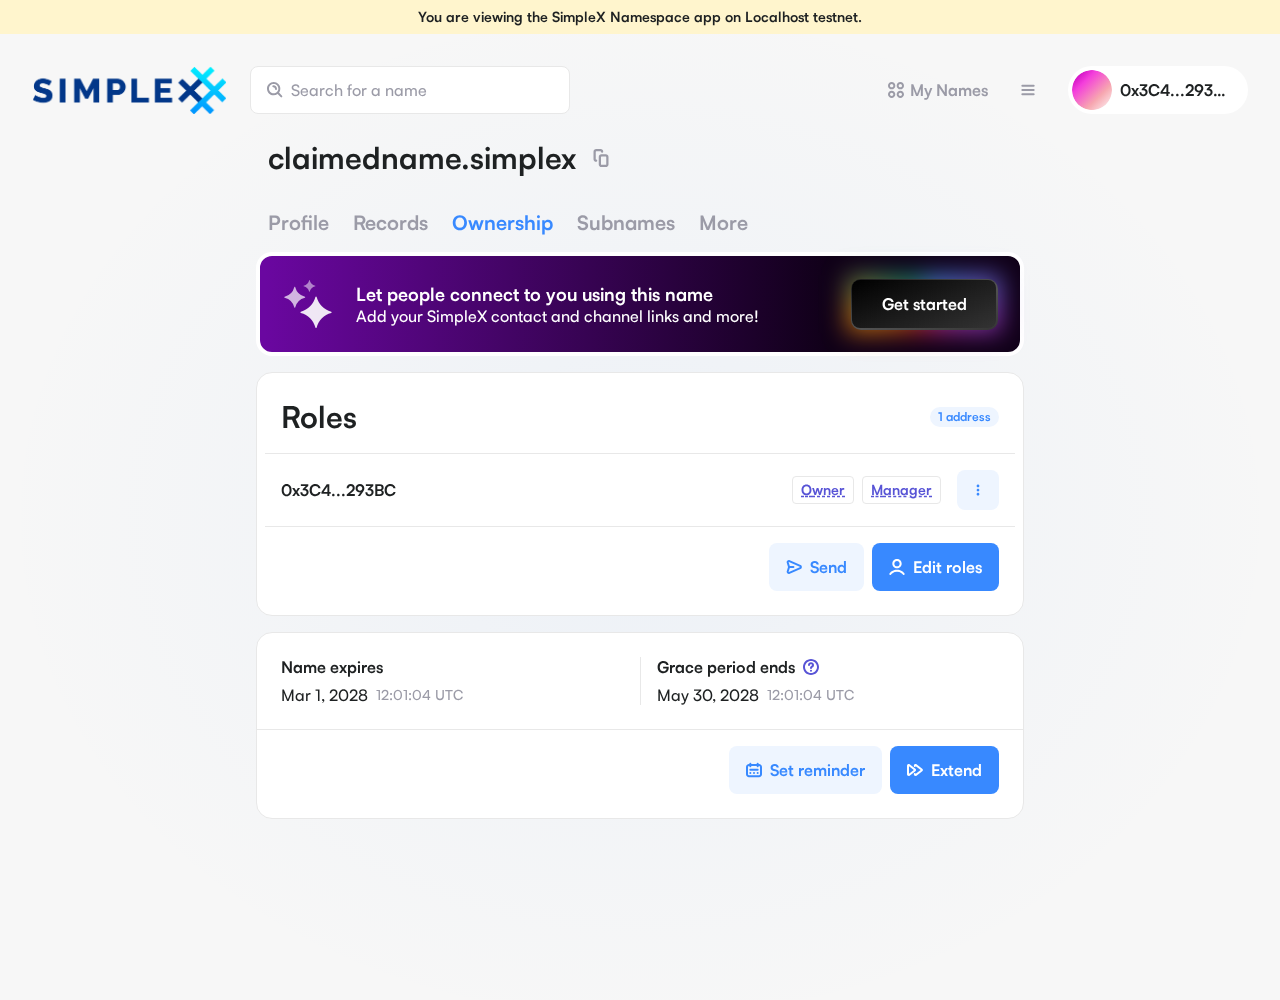 You are viewing the SimpleX Namespace app on Localhost testnet.
SIMPLEX
Search for a name
My Names
0x3C4...293...
claimedname.simplex
Profile Records Ownership Subnames More
Let people connect to you using this name
Add your SimpleX contact and channel links and more!
Get started
Roles
1 address
0x3C4...293BC
Owner Manager
Send
Edit roles
Name expires
Mar 1, 2028 12:01:04 UTC
Grace period ends
May 30, 2028 12:01:04 UTC
Set reminder
Extend